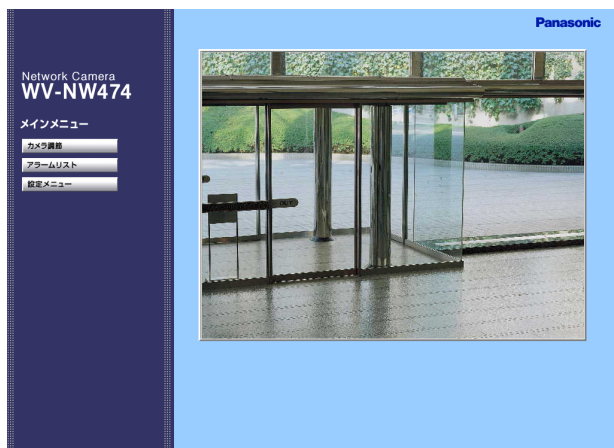 Panasonic
Network Camera
WV-NW474
メインメニュー
カメラ調節
アラームリスト
設定メニュー
OUT